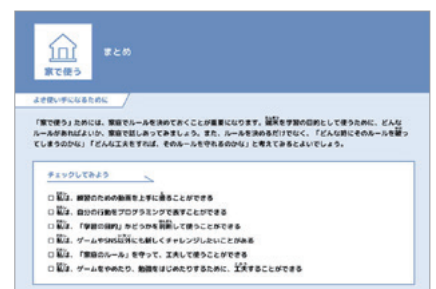 まとめ
家で使う
よき使い手になるために
「家で使う」ためには、家庭でルールを決めておくことが重要になります。端末を学習の目的として使うために、どんな
ルールがあればよいか、家庭で話しあってみましょう。また、ルールを決めるだけでなく、「どんな時にそのルールを破っ
てしまうのかな」「どんな工夫をすれば、そのルールを守れるのかな」と考えてみるとよいでしょう。
チェックしてみよう
□私は、練習のための動画を上手に撮ることができる
□私は、自分の行動をプログラミングで表すことができる
□私は、「学習の目的」かどうかを判断して使うことができる
□私は、ゲームやSNS以外にも新しくチャレンジしたいことがある
□私は、「家庭のルール」を守って、工夫して使うことができる
□私は、ゲームをやめたり、勉強をはじめたりするために、工夫することができる